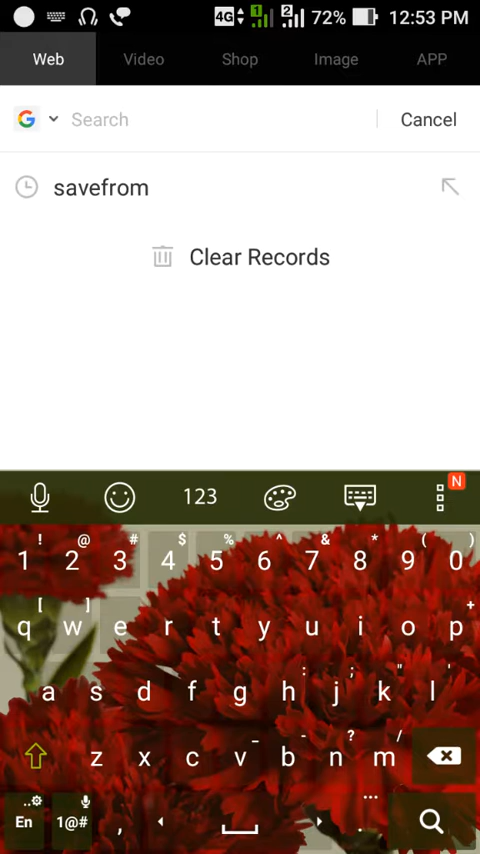 4G 1 2 72% 12:53 PM
Web Video Shop Image APP
G Search Cancel
savefrom
Clear Records
123 N
! @ # $ % ^ & * ( )
1 2 3 4 5 6 7 8 9 0
[ ] +
q w e r t y u i o p
: ; " '
a s d f g h j k l
_ - ? /
z x c v b n m
En 1@# , . ...